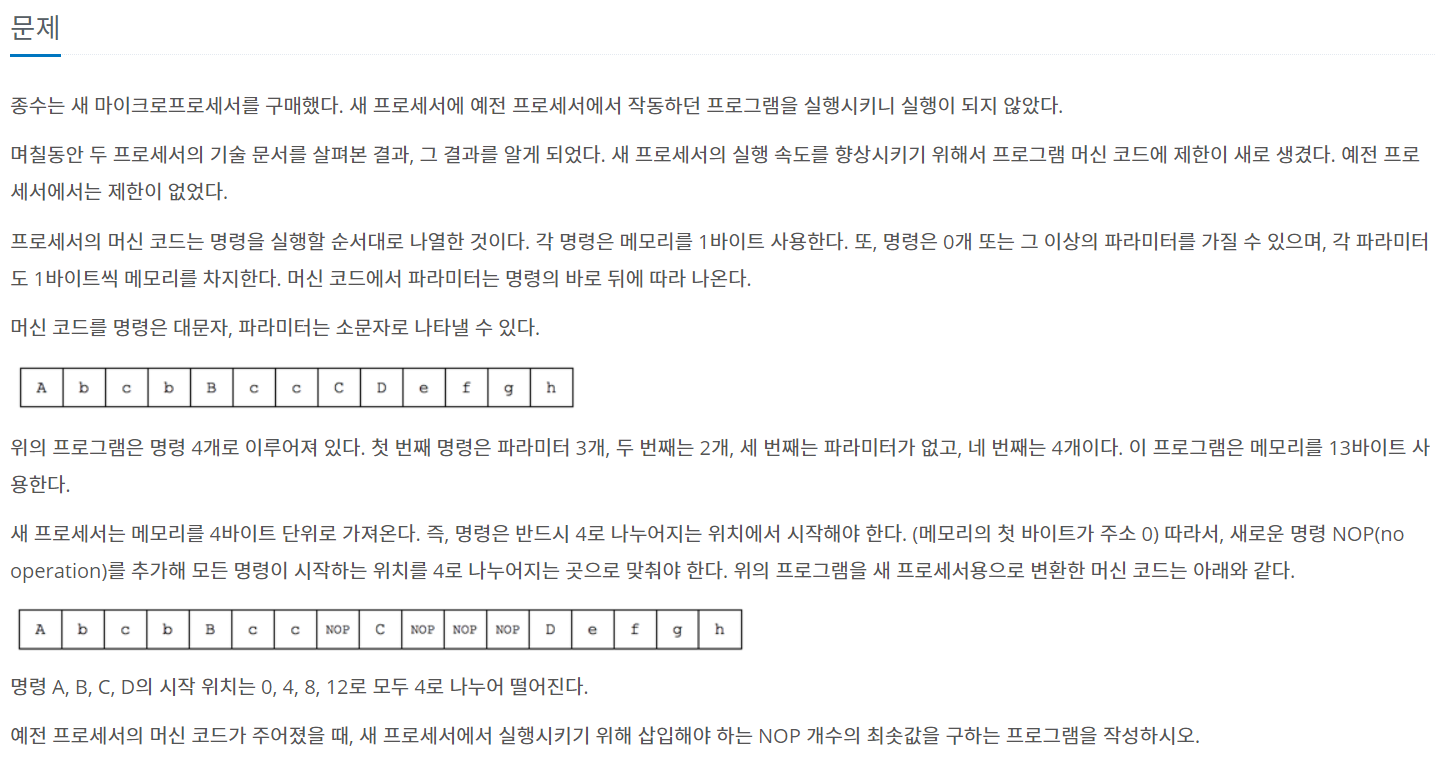 문제
종수는 새 마이크로프로세서를 구매했다. 새 프로세서에 예전 프로세서에서 작동하던 프로그램을 실행시키니 실행이 되지 않았다.
며칠동안 두 프로세서의 기술 문서를 살펴본 결과, 그 결과를 알게 되었다. 새 프로세서의 실행 속도를 향상시키기 위해서 프로그램 머신 코드에 제한이 새로 생겼다. 예전 프로
세서에서는 제한이 없었다.
프로세서의 머신 코드는 명령을 실행할 순서대로 나열한 것이다. 각 명령은 메모리를 1바이트 사용한다. 또, 명령은 0개 또는 그 이상의 파라미터를 가질 수 있으며, 각 파라미터
도 1바이트씩 메모리를 차지한다. 머신 코드에서 파라미터는 명령의 바로 뒤에 따라 나온다.
머신 코드를 명령은 대문자, 파라미터는 소문자로 나타낼 수 있다.
A b c b B c c C D e f g h
위의 프로그램은 명령 4개로 이루어져 있다. 첫 번째 명령은 파라미터 3개, 두 번째는 2개, 세 번째는 파라미터가 없고, 네 번째는 4개이다. 이 프로그램은 메모리를 13바이트 사
용한다.
새 프로세서는 메모리를 4바이트 단위로 가져온다. 즉, 명령은 반드시 4로 나누어지는 위치에서 시작해야 한다. (메모리의 첫 바이트가 주소 0) 따라서, 새로운 명령 NOP(no
operation)를 추가해 모든 명령이 시작하는 위치를 4로 나누어지는 곳으로 맞춰야 한다. 위의 프로그램을 새 프로세서용으로 변환한 머신 코드는 아래와 같다.
A b c b B c c NOP C NOP NOP NOP D e f g h
명령 A, B, C, D의 시작 위치는 0, 4, 8, 12로 모두 4로 나누어 떨어진다.
예전 프로세서의 머신 코드가 주어졌을 때, 새 프로세서에서 실행시키기 위해 삽입해야 하는 NOP 개수의 최솟값을 구하는 프로그램을 작성하시오.